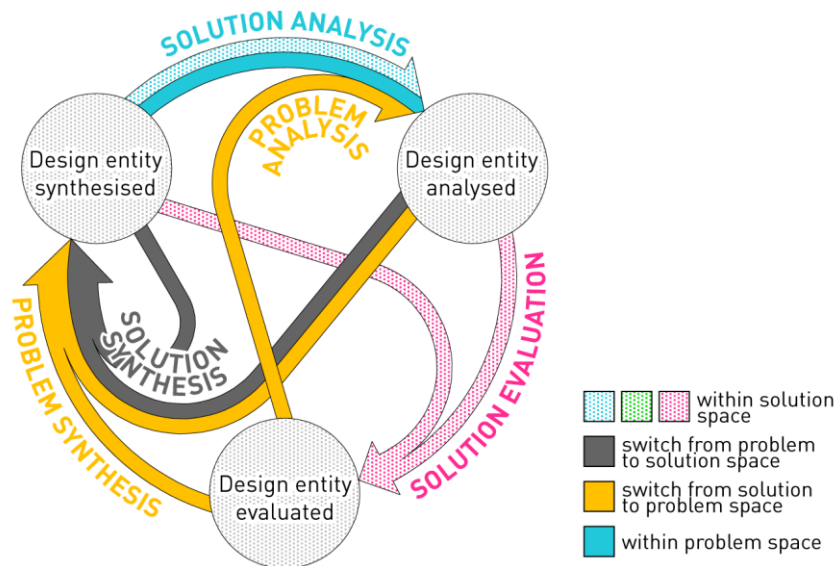 SOLUTION ANALYSIS
PROBLEM
ANALYSIS
Design entity
synthesised
Design entity
analysed
SOLUTION
SYNTHESIS
PROBLEM SYNTHESIS
SOLUTION EVALUATION
Design entity
evaluated
within solution
space
switch from problem
to solution space
switch from solution
to problem space
within problem space